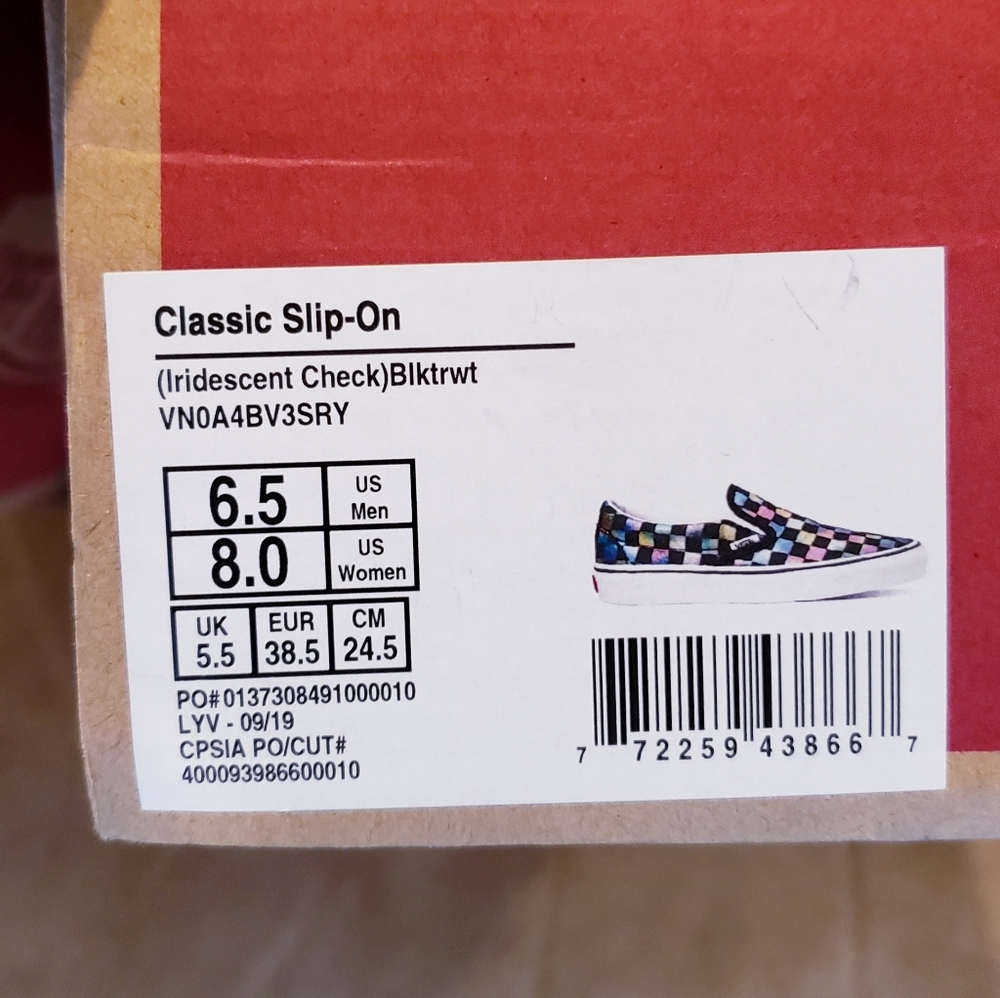 Classic Slip-On
(Iridescent Check)Blktrwt
VN0A4BV3SRY
6.5 US Men
8.0 US Women
UK EUR CM
5.5 38.5 24.5
PO# 0137308491000010
LYV - 09/19
CPSIA PO/CUT#
400093986600010
7 72259 43866 7